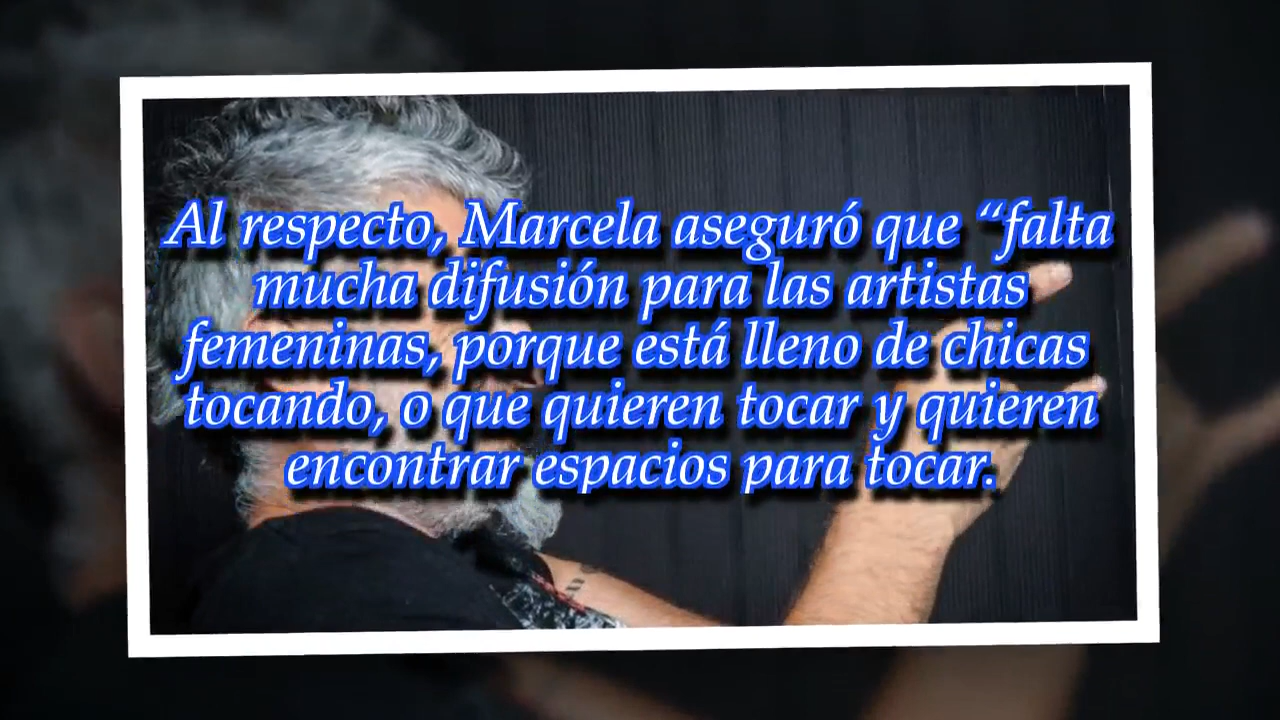 Al respecto, Marcela aseguró que “falta
mucha difusión para las artistas
femeninas, porque está lleno de chicas
tocando, o que quieren tocar y quieren
encontrar espacios para tocar.